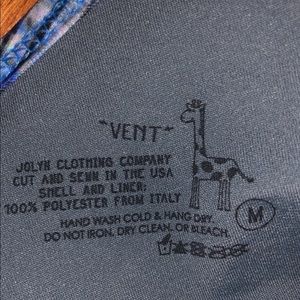 "VENT"
JOLYN CLOTHING COMPANY
CUT AND SEWN IN THE USA
SHELL AND LINER:
100% POLYESTER FROM ITALY
M
HAND WASH COLD & HANG DRY.
DO NOT IRON, DRY CLEAN, OR BLEACH.